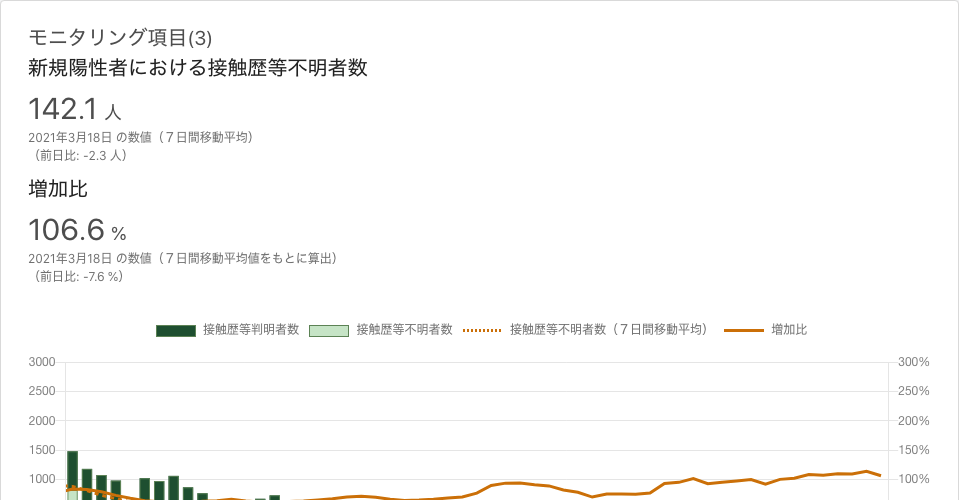 モニタリング項目(3)
新規陽性者における接触歴等不明者数
142.1 人
2021年3月18日 の数値（７日間移動平均）
（前日比: -2.3 人）
増加比
106.6 %
2021年3月18日 の数値（７日間移動平均値をもとに算出）
（前日比: -7.6 %）
接触歴等判明者数 接触歴等不明者数 接触歴等不明者数（７日間移動平均） 増加比
3000 300%
2500 250%
2000 200%
1500 150%
1000 100%